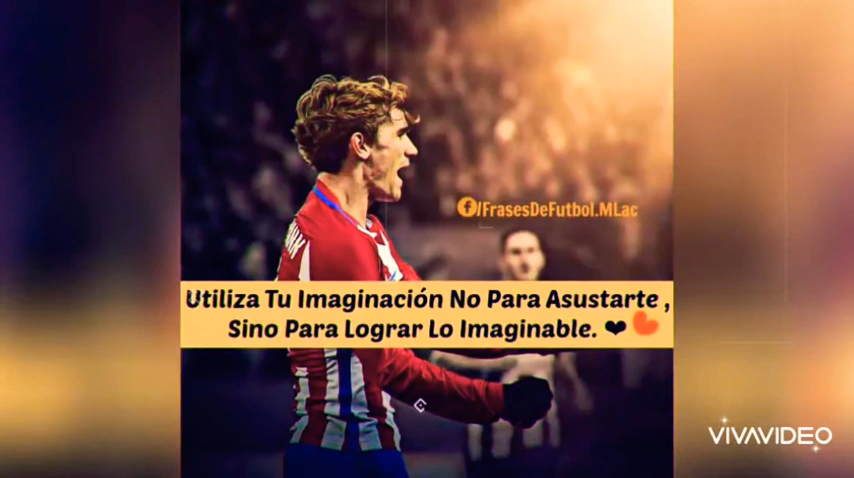 /FrasesDeFutbol.MLac
Utiliza Tu Imaginación No Para Asustarte ,
Sino Para Lograr Lo Imaginable. ❤
VIVAVIDEO